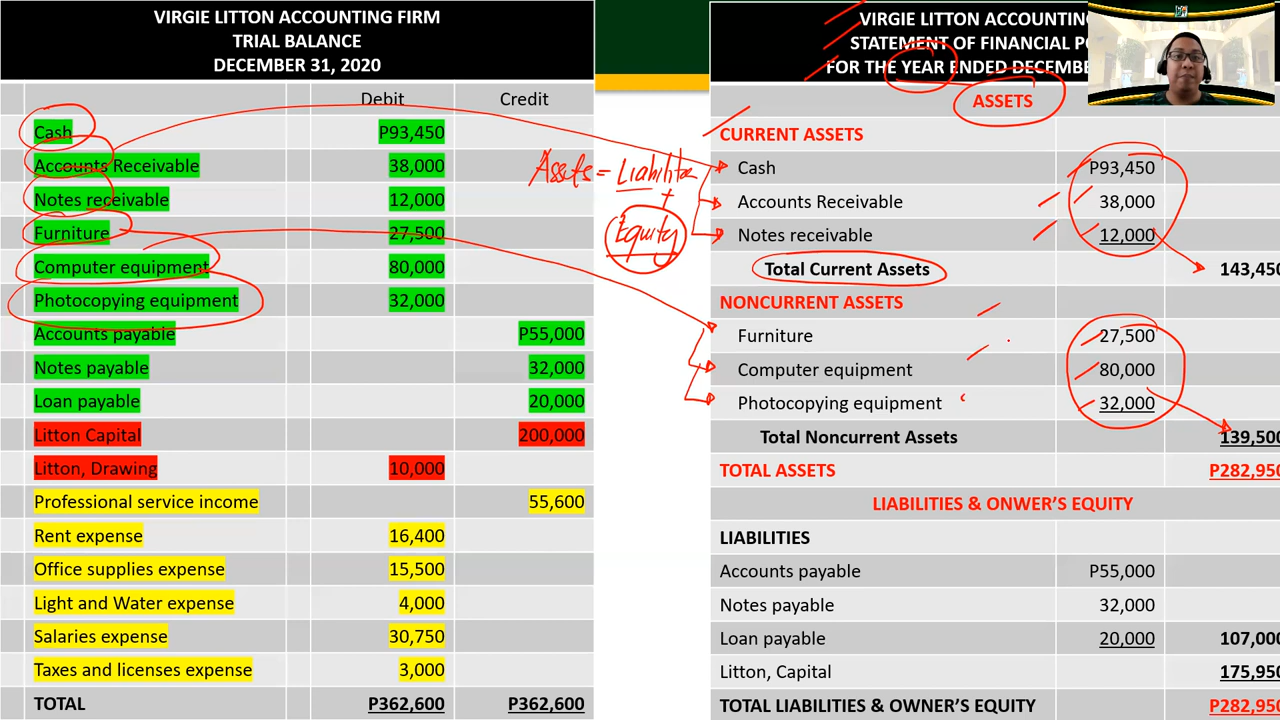 VIRGIE LITTON ACCOUNTING FIRM
TRIAL BALANCE
DECEMBER 31, 2020
Debit Credit
Cash P93,450
Accounts Receivable 38,000
Notes receivable 12,000
Furniture 27,500
Computer equipment 80,000
Photocopying equipment 32,000
Accounts payable P55,000
Notes payable 32,000
Loan payable 20,000
Litton Capital 200,000
Litton, Drawing 10,000
Professional service income 55,600
Rent expense 16,400
Office supplies expense 15,500
Light and Water expense 4,000
Salaries expense 30,750
Taxes and licenses expense 3,000
TOTAL P362,600 P362,600
Assets = Liabilities
+
Equity
VIRGIE LITTON ACCOUNTING
STATEMENT OF FINANCIAL PO
FOR THE YEAR ENDED DECEMBE
ASSETS
CURRENT ASSETS
Cash P93,450
Accounts Receivable 38,000
Notes receivable 12,000
Total Current Assets 143,450
NONCURRENT ASSETS
Furniture 27,500
Computer equipment 80,000
Photocopying equipment 32,000
Total Noncurrent Assets 139,500
TOTAL ASSETS P282,950
LIABILITIES & ONWER'S EQUITY
LIABILITIES
Accounts payable P55,000
Notes payable 32,000
Loan payable 20,000 107,000
Litton, Capital 175,950
TOTAL LIABILITIES & OWNER'S EQUITY P282,950